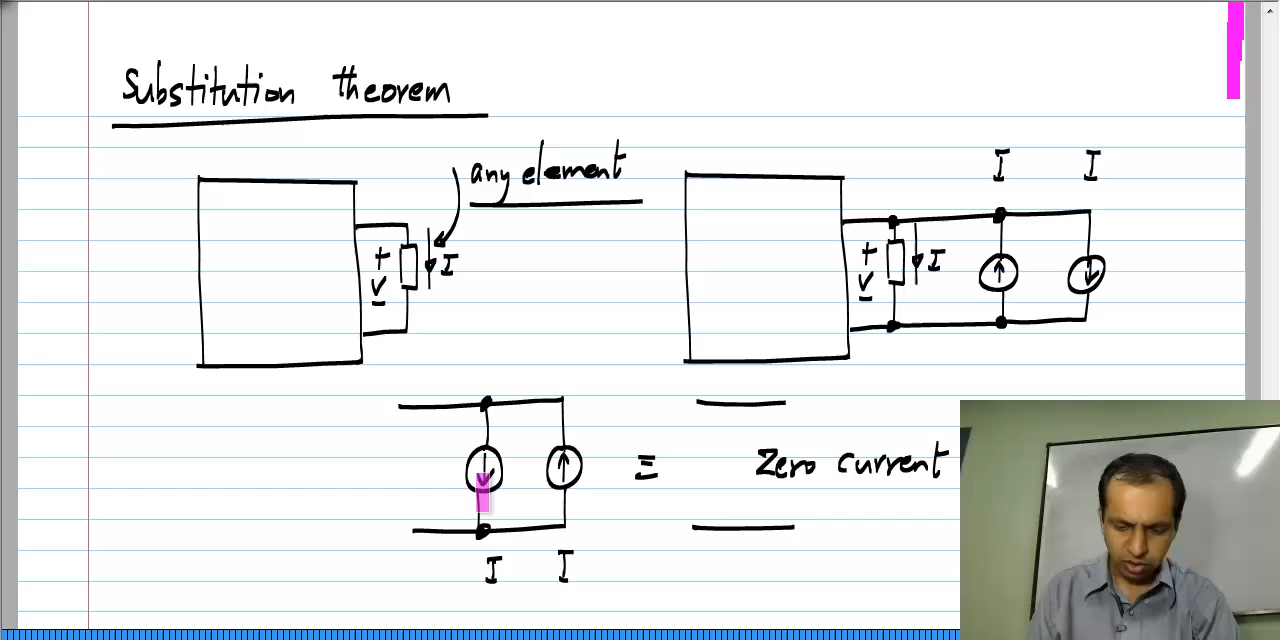 Substitution theorem
any element
I I
+ V − I
+ V − I
≡ Zero current
I I